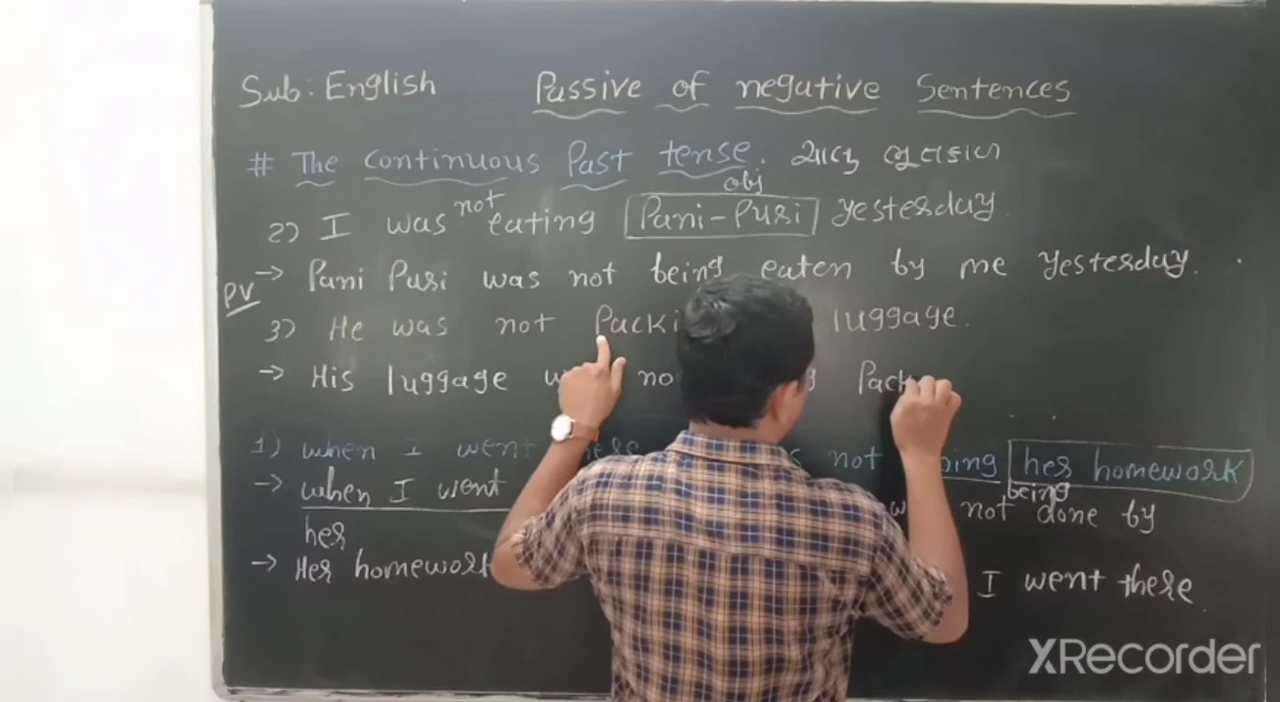 Sub: English Passive of negative Sentences
# The continuous Past tense. ચાલુ ભૂતકાળ
obj
not
2) I was eating Pani-Puri yesterday.
PV
→ Pani Puri was not being eaten by me yesterday.
3) He was not Packi luggage.
→ His luggage no Pack
1) when I went not her homework
→ when I went being
not done by
her
→ Her homework I went there.
XRecorder